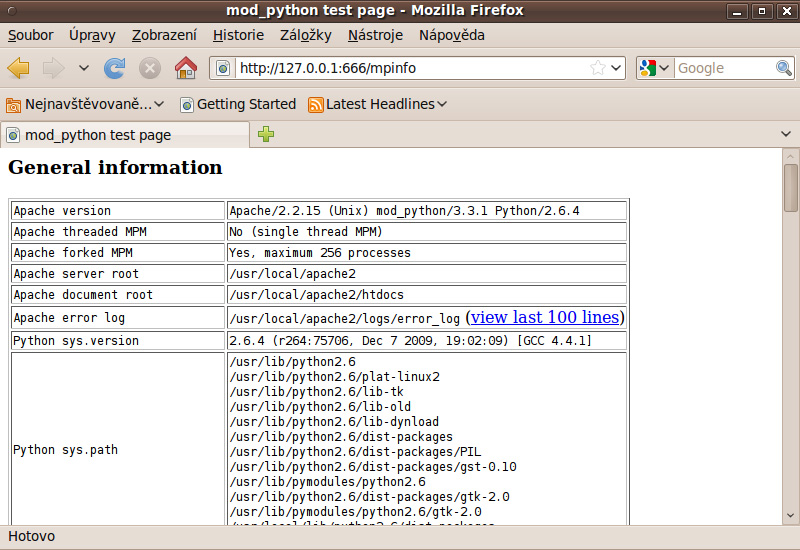 mod_python test page - Mozilla Firefox
Soubor Úpravy Zobrazení Historie Záložky Nástroje Nápověda
http://127.0.0.1:666/mpinfo Google
Nejnavštěvovaně... Getting Started Latest Headlines
mod_python test page
General information
Apache version Apache/2.2.15 (Unix) mod_python/3.3.1 Python/2.6.4
Apache threaded MPM No (single thread MPM)
Apache forked MPM Yes, maximum 256 processes
Apache server root /usr/local/apache2
Apache document root /usr/local/apache2/htdocs
Apache error log /usr/local/apache2/logs/error_log (view last 100 lines)
Python sys.version 2.6.4 (r264:75706, Dec 7 2009, 19:02:09) [GCC 4.4.1]
Python sys.path
/usr/lib/python2.6
/usr/lib/python2.6/plat-linux2
/usr/lib/python2.6/lib-tk
/usr/lib/python2.6/lib-old
/usr/lib/python2.6/lib-dynload
/usr/lib/python2.6/dist-packages
/usr/lib/python2.6/dist-packages/PIL
/usr/lib/python2.6/dist-packages/gst-0.10
/usr/lib/pymodules/python2.6
/usr/lib/python2.6/dist-packages/gtk-2.0
/usr/lib/pymodules/python2.6/gtk-2.0
/usr/local/lib/python2.6/dist-packages
Hotovo